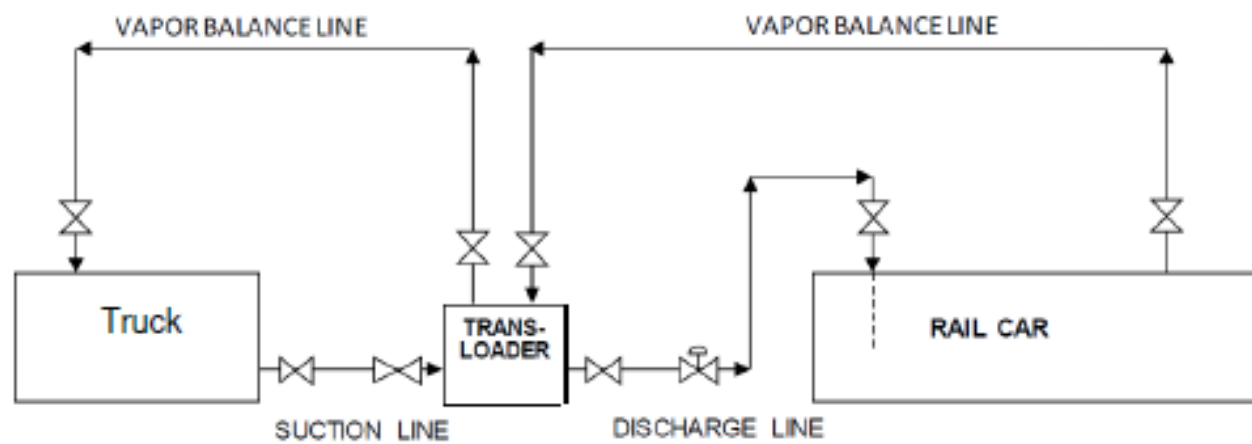 VAPOR BALANCE LINE
VAPOR BALANCE LINE
Truck
TRANS-
LOADER
RAIL CAR
SUCTION LINE
DISCHARGE LINE